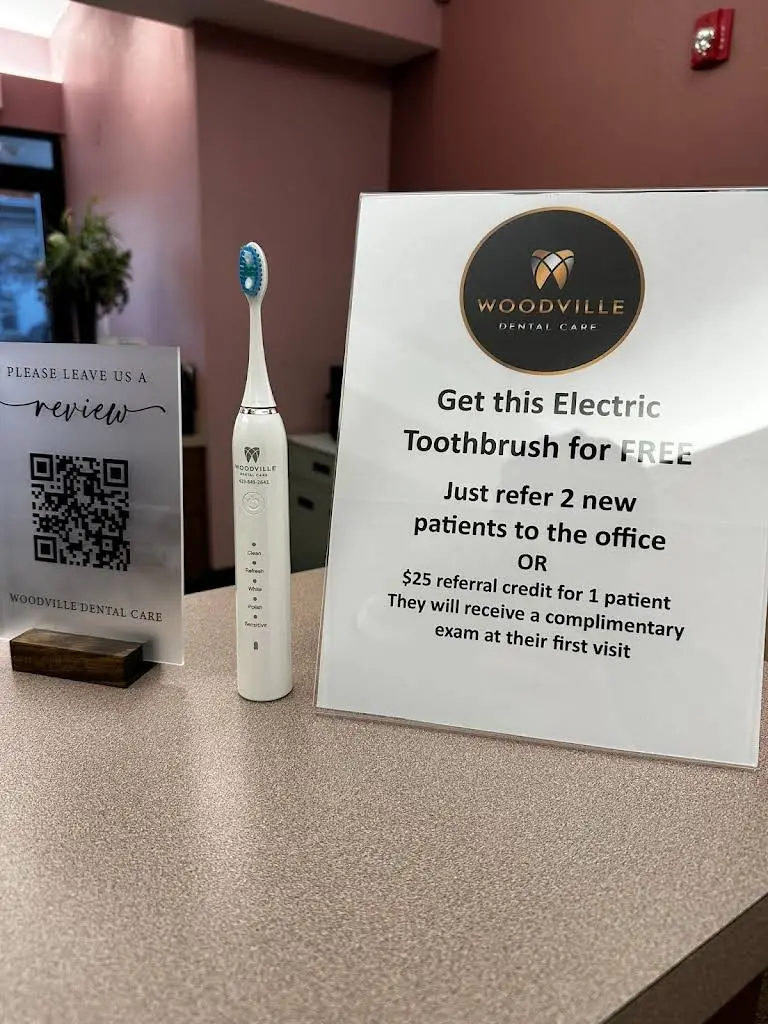 PLEASE LEAVE US A
review
WOODVILLE DENTAL CARE
WOODVILLE
DENTAL CARE
Clean
Refresh
White
Polish
Sensitive
WOODVILLE
DENTAL CARE
Get this Electric
Toothbrush for FREE
Just refer 2 new
patients to the office
OR
$25 referral credit for 1 patient
They will receive a complimentary
exam at their first visit